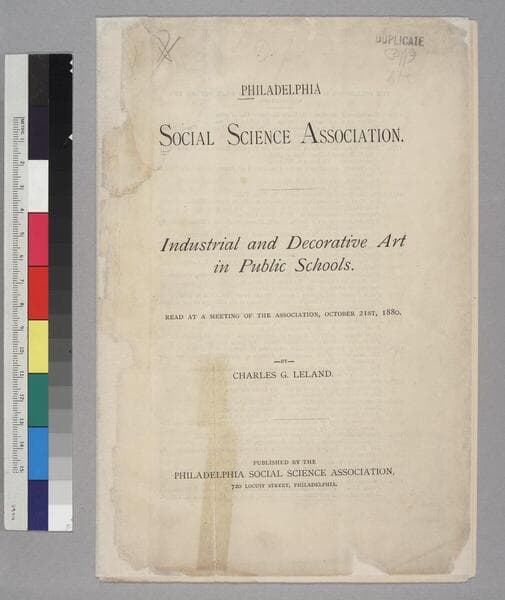 DUPLICATE
PHILADELPHIA
SOCIAL SCIENCE ASSOCIATION.
Industrial and Decorative Art
in Public Schools.
READ AT A MEETING OF THE ASSOCIATION, OCTOBER 21ST, 1880.
—BY—
CHARLES G. LELAND.
PUBLISHED BY THE
PHILADELPHIA SOCIAL SCIENCE ASSOCIATION,
720 LOCUST STREET, PHILADELPHIA.